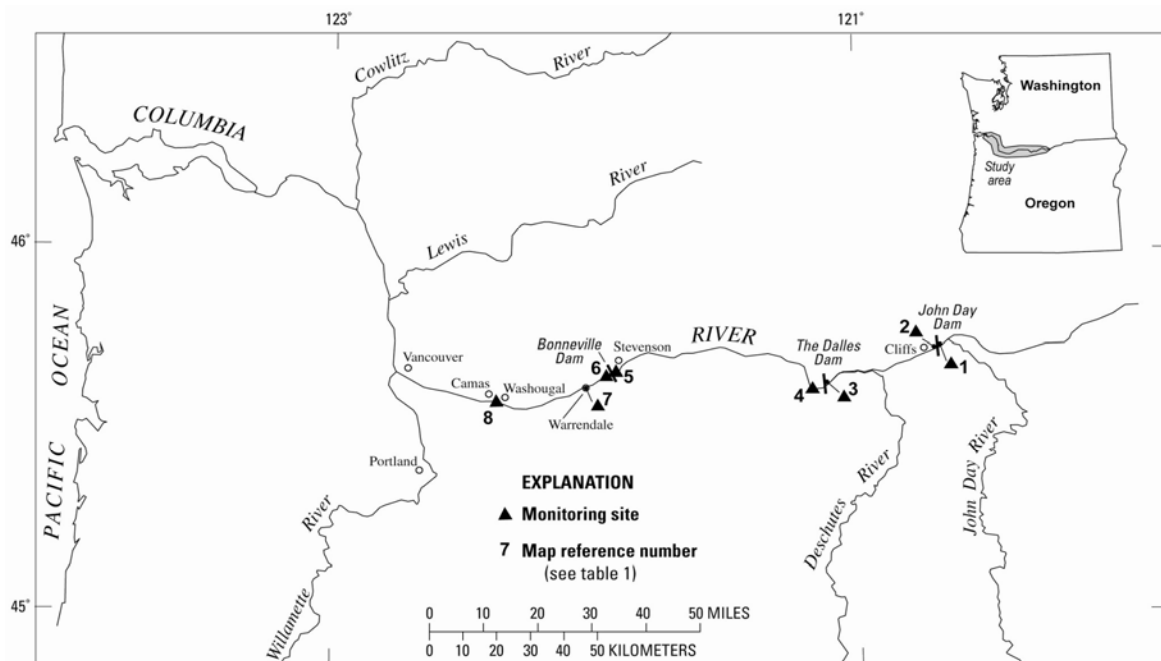 123°
121°
Cowlitz
River
COLUMBIA
Washington
Study
area
Oregon
River
Lewis
46°
PACIFIC OCEAN
RIVER
John Day
Dam
2
Cliffs
1
Bonneville
Dam
Stevenson
The Dalles
Dam
Vancouver
6
5
Camas
Washougal
4
3
8
7
Warrendale
Portland
River
Willamette
Deschutes
River
John Day River
EXPLANATION
Monitoring site
7 Map reference number
(see table 1)
45°
0 10 20 30 40 50 MILES
0 10 20 30 40 50 KILOMETERS